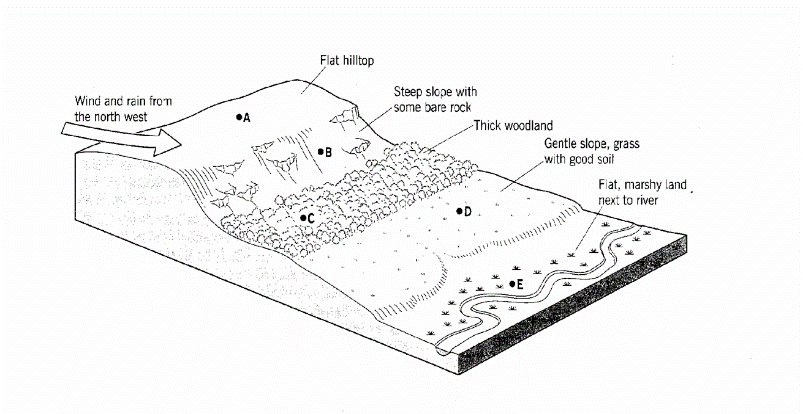 Flat hilltop
Wind and rain from
the north west
Steep slope with
some bare rock
A
Thick woodland
B
Gentle slope, grass
with good soil
Flat, marshy land
next to river
C
D
E